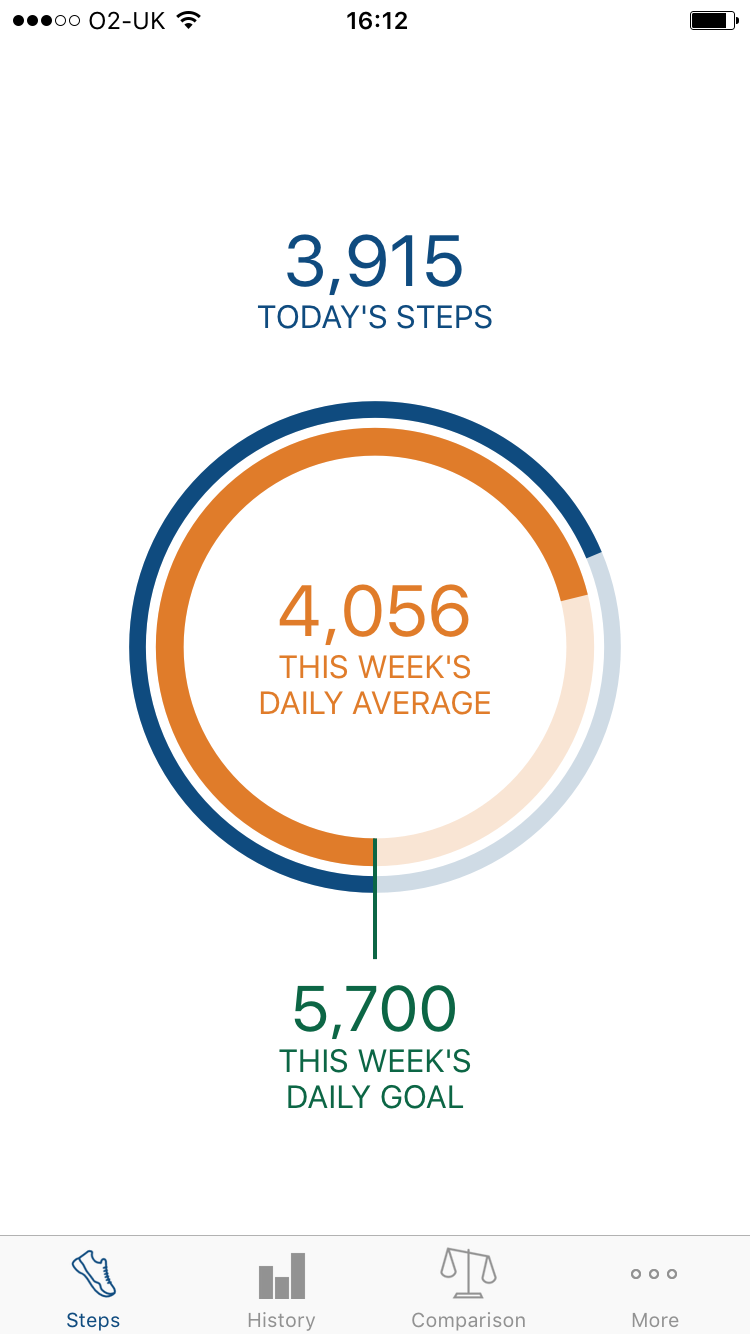 O2-UK 16:12
3,915
TODAY'S STEPS
4,056
THIS WEEK'S
DAILY AVERAGE
5,700
THIS WEEK'S
DAILY GOAL
Steps History Comparison More